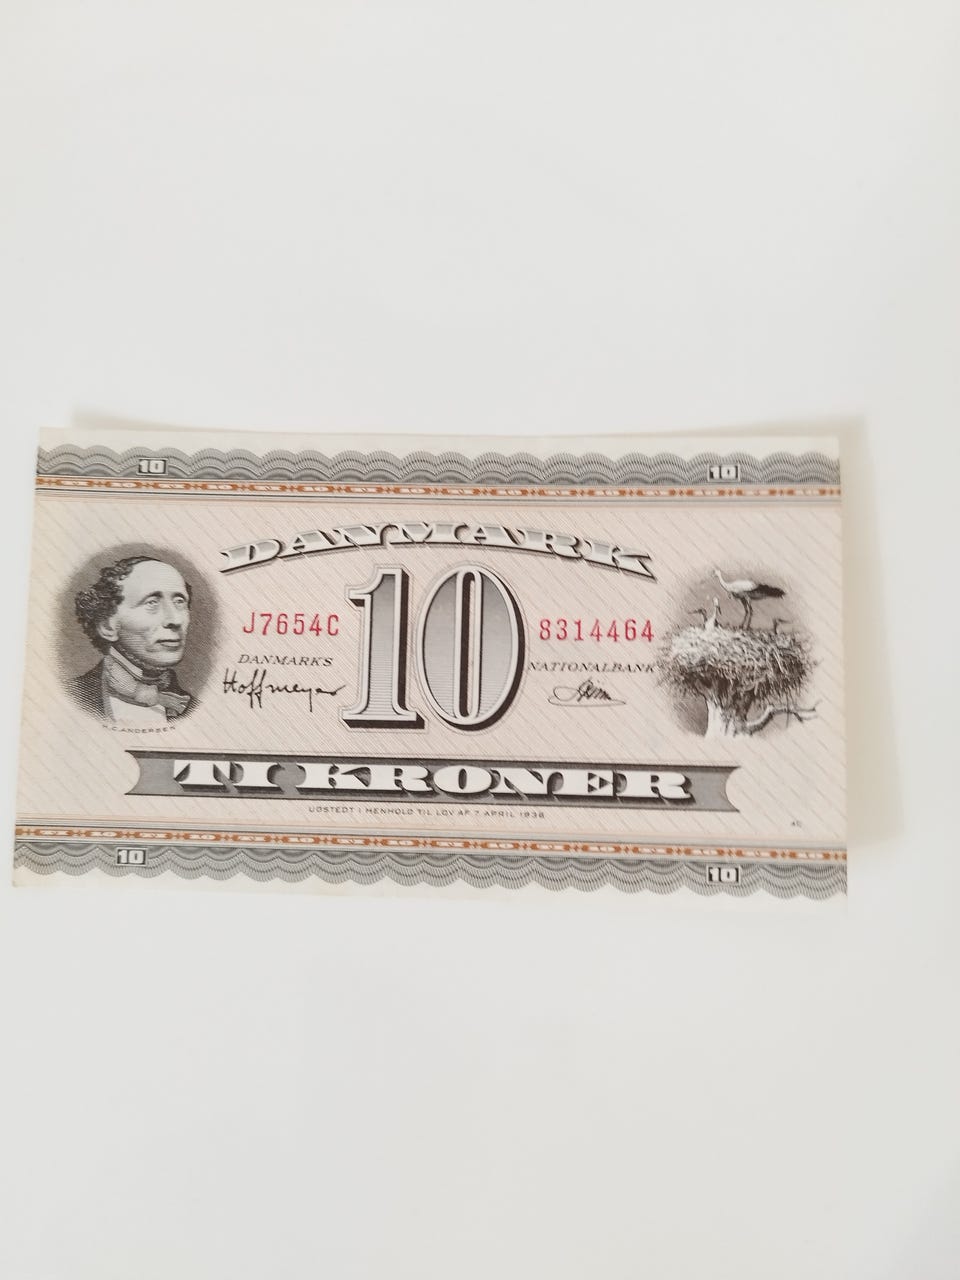 10 10
DANMARK
10
J7654C 8314464
DANMARKS NATIONALBANK
Hoffmeyer
H.C. ANDERSEN
TI KRONER
UDSTEDT I HENHOLD TIL LOV AF 7 APRIL 1936
10 10